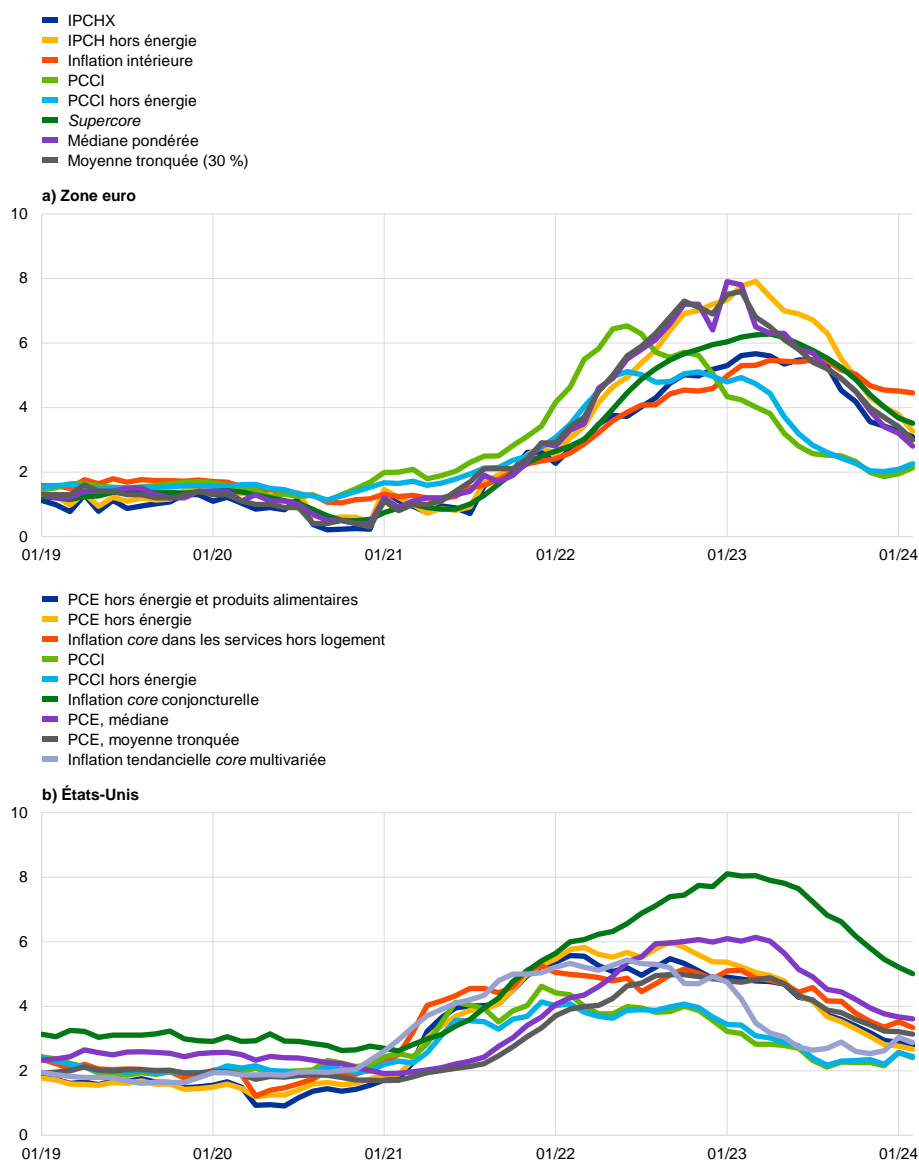 IPCHX
IPCH hors énergie
Inflation intérieure
PCCI
PCCI hors énergie
Supercore
Médiane pondérée
Moyenne tronquée (30 %)
a) Zone euro
10
8
6
4
2
0
01/19 01/20 01/21 01/22 01/23 01/24
PCE hors énergie et produits alimentaires
PCE hors énergie
Inflation core dans les services hors logement
PCCI
PCCI hors énergie
Inflation core conjoncturelle
PCE, médiane
PCE, moyenne tronquée
Inflation tendancielle core multivariée
b) États-Unis
10
8
6
4
2
0
01/19 01/20 01/21 01/22 01/23 01/24